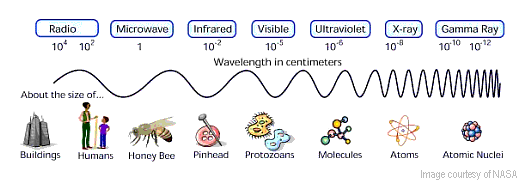 Radio Microwave Infrared Visible Ultraviolet X-ray Gamma Ray
10⁴ 10² 1 10⁻² 10⁻⁵ 10⁻⁶ 10⁻⁸ 10⁻¹⁰ 10⁻¹²
Wavelength in centimeters
About the size of...
Buildings Humans Honey Bee Pinhead Protozoans Molecules Atoms Atomic Nuclei
Image courtesy of NASA